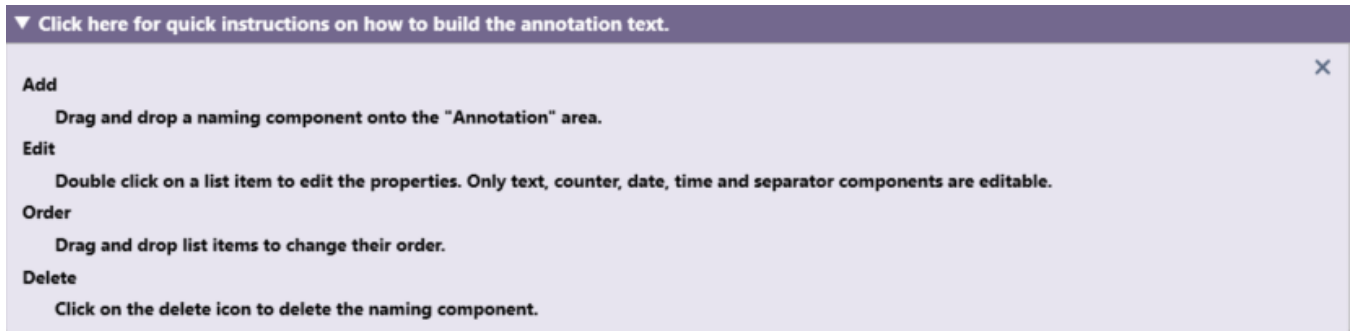 Click here for quick instructions on how to build the annotation text.
Add
Drag and drop a naming component onto the "Annotation" area.
Edit
Double click on a list item to edit the properties. Only text, counter, date, time and separator components are editable.
Order
Drag and drop list items to change their order.
Delete
Click on the delete icon to delete the naming component.